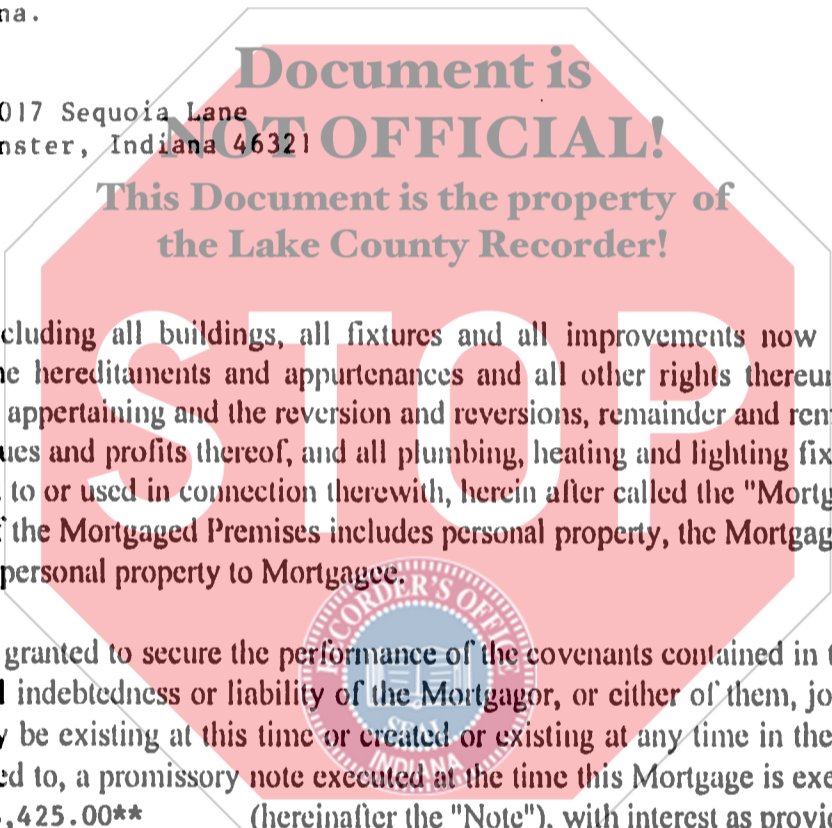 na.
Document is
017 Sequoia Lane
nster, Indiana 46321
NOT OFFICIAL!
This Document is the property of
the Lake County Recorder!
STOP
cluding all buildings, all fixtures and all improvements now
e hereditaments and appurtenances and all other rights thereu
appertaining and the reversion and reversions, remainder and ren
ues and profits thereof, and all plumbing, heating and lighting fix
to or used in connection therewith, herein after called the "Mortg
f the Mortgaged Premises includes personal property, the Mortgag
personal property to Mortgagee.
RECORDER'S OFFICE
granted to secure the performance of the covenants contained in t
l indebtedness or liability of the Mortgagor, or either of them, jo
SEAL
y be existing at this time or created or existing at any time in the
INDIANA
ed to, a promissory note executed at the time this Mortgage is exe
,425.00** (hereinafter the "Note"), with interest as provi